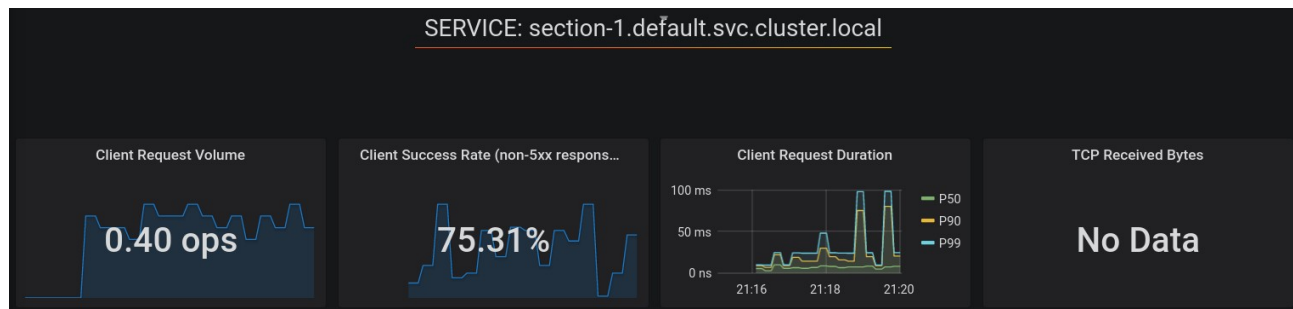 SERVICE: section-1.default.svc.cluster.local
Client Request Volume
0.40 ops
Client Success Rate (non-5xx respons...
75.31%
Client Request Duration
100 ms
50 ms
0 ns
21:16
21:18
21:20
P50
P90
P99
TCP Received Bytes
No Data